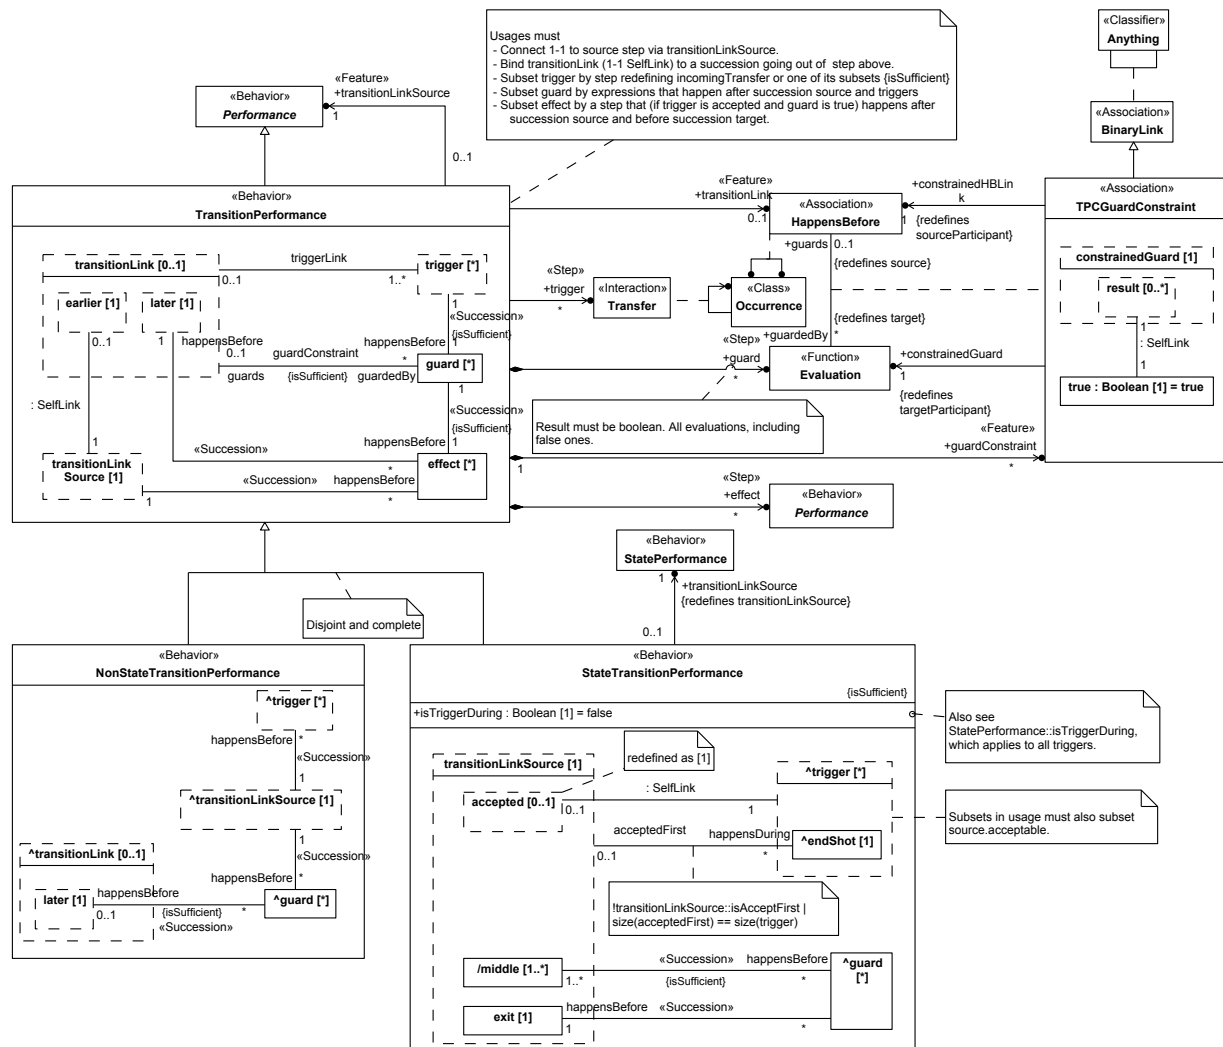 Usages must
- Connect 1-1 to source step via transitionLinkSource.
- Bind transitionLink (1-1 SelfLink) to a succession going out of  step above.
- Subset trigger by step redefining incomingTransfer or one of its subsets {isSufficient}
- Subset guard by expressions that happen after succession source and triggers
- Subset effect by a step that (if trigger is accepted and guard is true) happens after
succession source and before succession target.
«Classifier»
Anything
«Association»
BinaryLink
«Feature»
+transitionLinkSource
1
0..1
«Behavior»
Performance
«Behavior»
TransitionPerformance
transitionLink [0..1]
0..1
triggerLink
1..*
trigger [*]
earlier [1]
later [1]
0..1
1
happensBefore
1
«Succession»
{isSufficient}
happensBefore
1
0..1
guardConstraint
*
guards
{isSufficient}
guardedBy
guard [*]
*
«Succession»
{isSufficient}
: SelfLink
happensBefore
1
1
«Succession»
*
transitionLink
Source [1]
effect [*]
1
«Succession»
happensBefore
*
«Feature»
+transitionLink
0..1
«Association»
HappensBefore
+constrainedHBLin
k
1
{redefines
sourceParticipant}
+guards
0..1
{redefines source}
«Step»
+trigger
*
«Interaction»
Transfer
«Class»
Occurrence
{redefines target}
+guardedBy
*
«Step»
+guard
*
«Function»
Evaluation
+constrainedGuard
1
{redefines
targetParticipant}
Result must be boolean. All evaluations, including
false ones.
«Feature»
+guardConstraint
1
*
«Step»
+effect
*
«Behavior»
Performance
«Association»
TPCGuardConstraint
constrainedGuard [1]
result [0..*]
1
: SelfLink
1
true : Boolean [1] = true
«Behavior»
StatePerformance
1
+transitionLinkSource
{redefines transitionLinkSource}
0..1
Disjoint and complete
«Behavior»
NonStateTransitionPerformance
^trigger [*]
happensBefore
*
«Succession»
1
^transitionLinkSource [1]
1
«Succession»
happensBefore
*
^transitionLink [0..1]
later [1]
happensBefore
0..1
{isSufficient}
*
«Succession»
^guard [*]
«Behavior»
StateTransitionPerformance
{isSufficient}
+isTriggerDuring : Boolean [1] = false
Also see
StatePerformance::isTriggerDuring,
which applies to all triggers.
redefined as [1]
transitionLinkSource [1]
^trigger [*]
accepted [0..1]
0..1
: SelfLink
1
Subsets in usage must also subset
source.acceptable.
acceptedFirst
0..1
happensDuring
*
^endShot [1]
!transitionLinkSource::isAcceptFirst |
size(acceptedFirst) == size(trigger)
/middle [1..*]
1..*
«Succession»
{isSufficient}
happensBefore
*
^guard
[*]
exit [1]
happensBefore
1
«Succession»
*